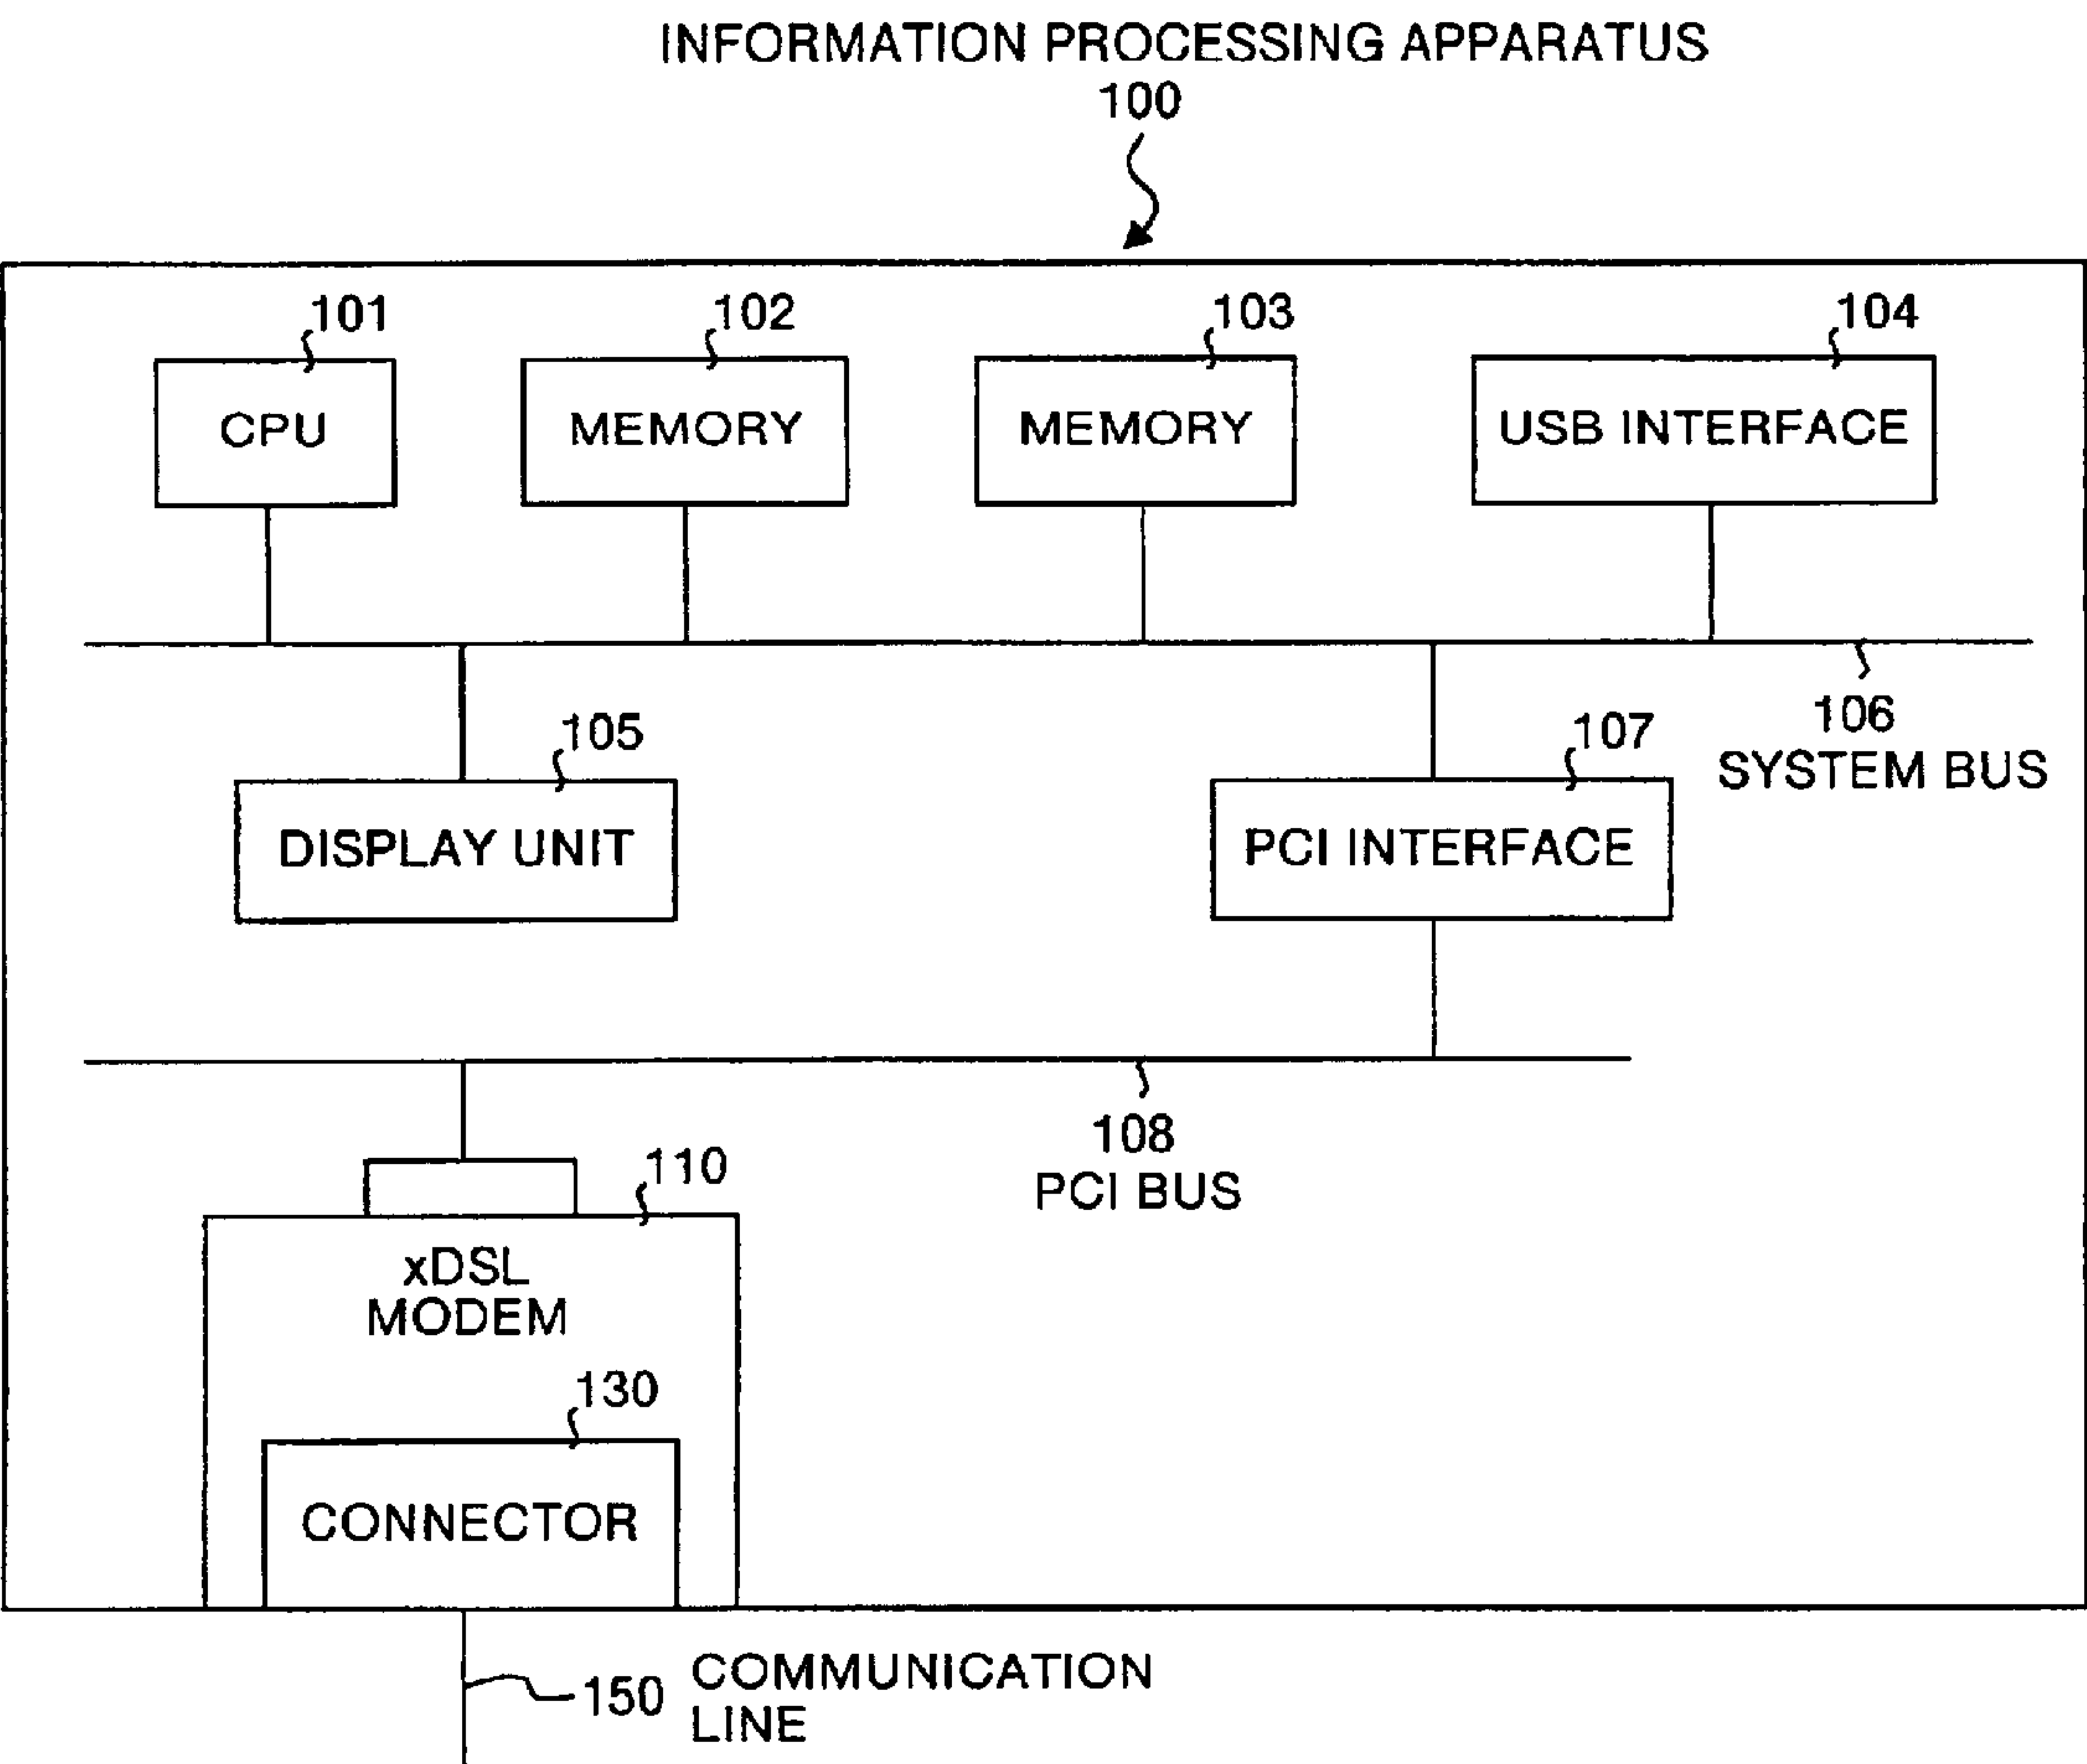 INFORMATION PROCESSING APPARATUS
100
101
102
103
104
CPU
MEMORY
MEMORY
USB INTERFACE
106
SYSTEM BUS
105
107
DISPLAY UNIT
PCI INTERFACE
108
PCI BUS
110
xDSL
MODEM
130
CONNECTOR
150
COMMUNICATION
LINE